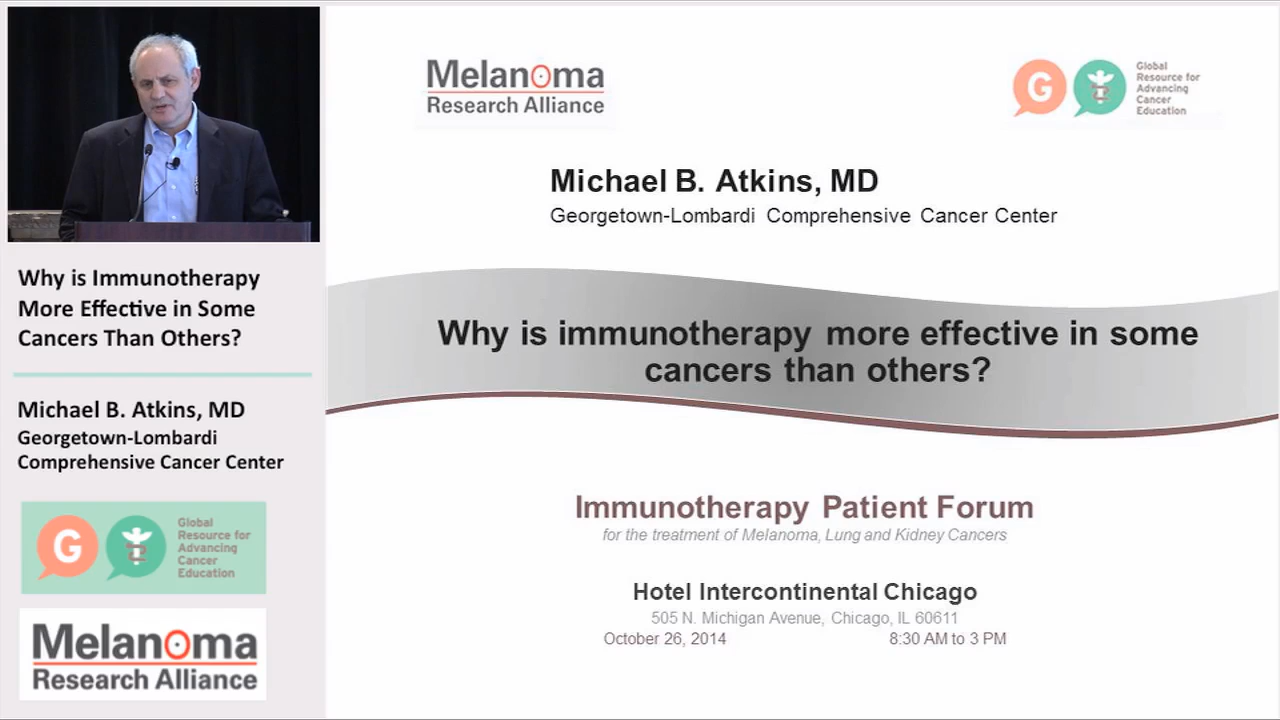 Why is Immunotherapy
More Effective in Some
Cancers Than Others?
Michael B. Atkins, MD
Georgetown-Lombardi
Comprehensive Cancer Center
G
Global
Resource for
Advancing
Cancer
Education
Melanoma
Research Alliance
Melanoma
Research Alliance
G
Global
Resource for
Advancing
Cancer
Education
Michael B. Atkins, MD
Georgetown-Lombardi Comprehensive Cancer Center
Why is immunotherapy more effective in some
cancers than others?
Immunotherapy Patient Forum
for the treatment of Melanoma, Lung and Kidney Cancers
Hotel Intercontinental Chicago
505 N. Michigan Avenue, Chicago, IL 60611
October 26, 2014 8:30 AM to 3 PM